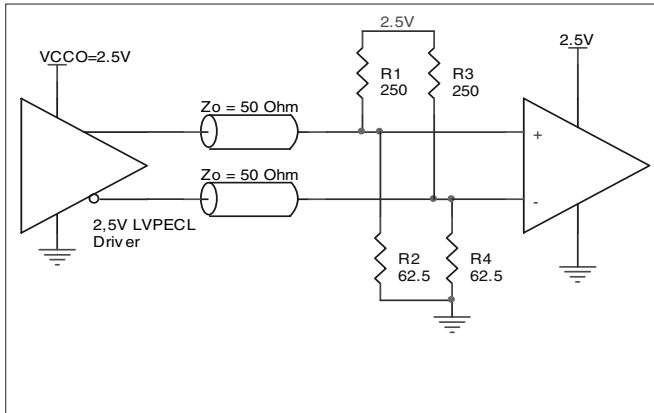 2.5V
VCCO=2.5V
2.5V
R1
250
R3
250
Zo = 50 Ohm
+
Zo = 50 Ohm
-
2,5V LVPECL
Driver
R2
62.5
R4
62.5